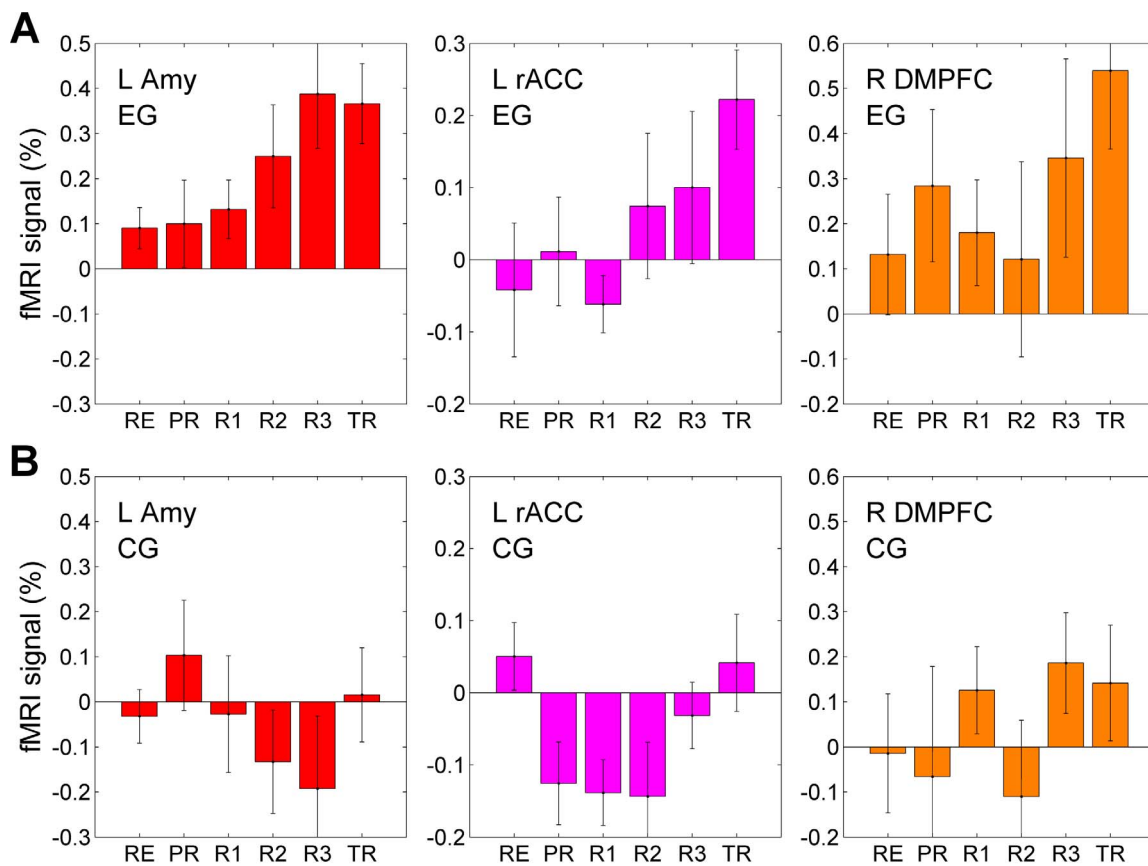 A
fMRI signal (%)
0.5
0.4
0.3
0.2
0.1
0
-0.1
-0.2
-0.3
L Amy
EG
RE PR R1 R2 R3 TR
0.3
0.2
0.1
0
-0.1
-0.2
L rACC
EG
RE PR R1 R2 R3 TR
0.6
0.5
0.4
0.3
0.2
0.1
0
-0.1
-0.2
R DMPFC
EG
RE PR R1 R2 R3 TR
B
fMRI signal (%)
0.5
0.4
0.3
0.2
0.1
0
-0.1
-0.2
-0.3
L Amy
CG
RE PR R1 R2 R3 TR
0.3
0.2
0.1
0
-0.1
-0.2
L rACC
CG
RE PR R1 R2 R3 TR
0.6
0.5
0.4
0.3
0.2
0.1
0
-0.1
-0.2
R DMPFC
CG
RE PR R1 R2 R3 TR